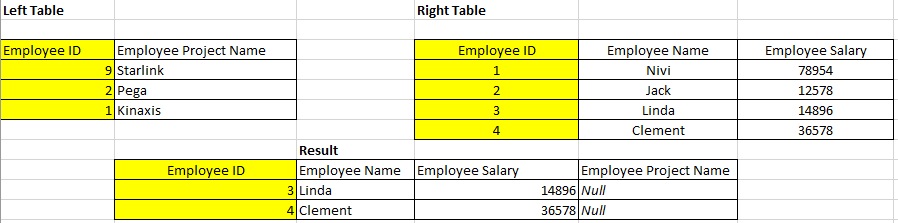 Left Table Right Table
Employee ID Employee Project Name Employee ID Employee Name Employee Salary
9 Starlink 1 Nivi 78954
2 Pega 2 Jack 12578
1 Kinaxis 3 Linda 14896
4 Clement 36578
Result
Employee ID Employee Name Employee Salary Employee Project Name
3 Linda 14896 Null
4 Clement 36578 Null